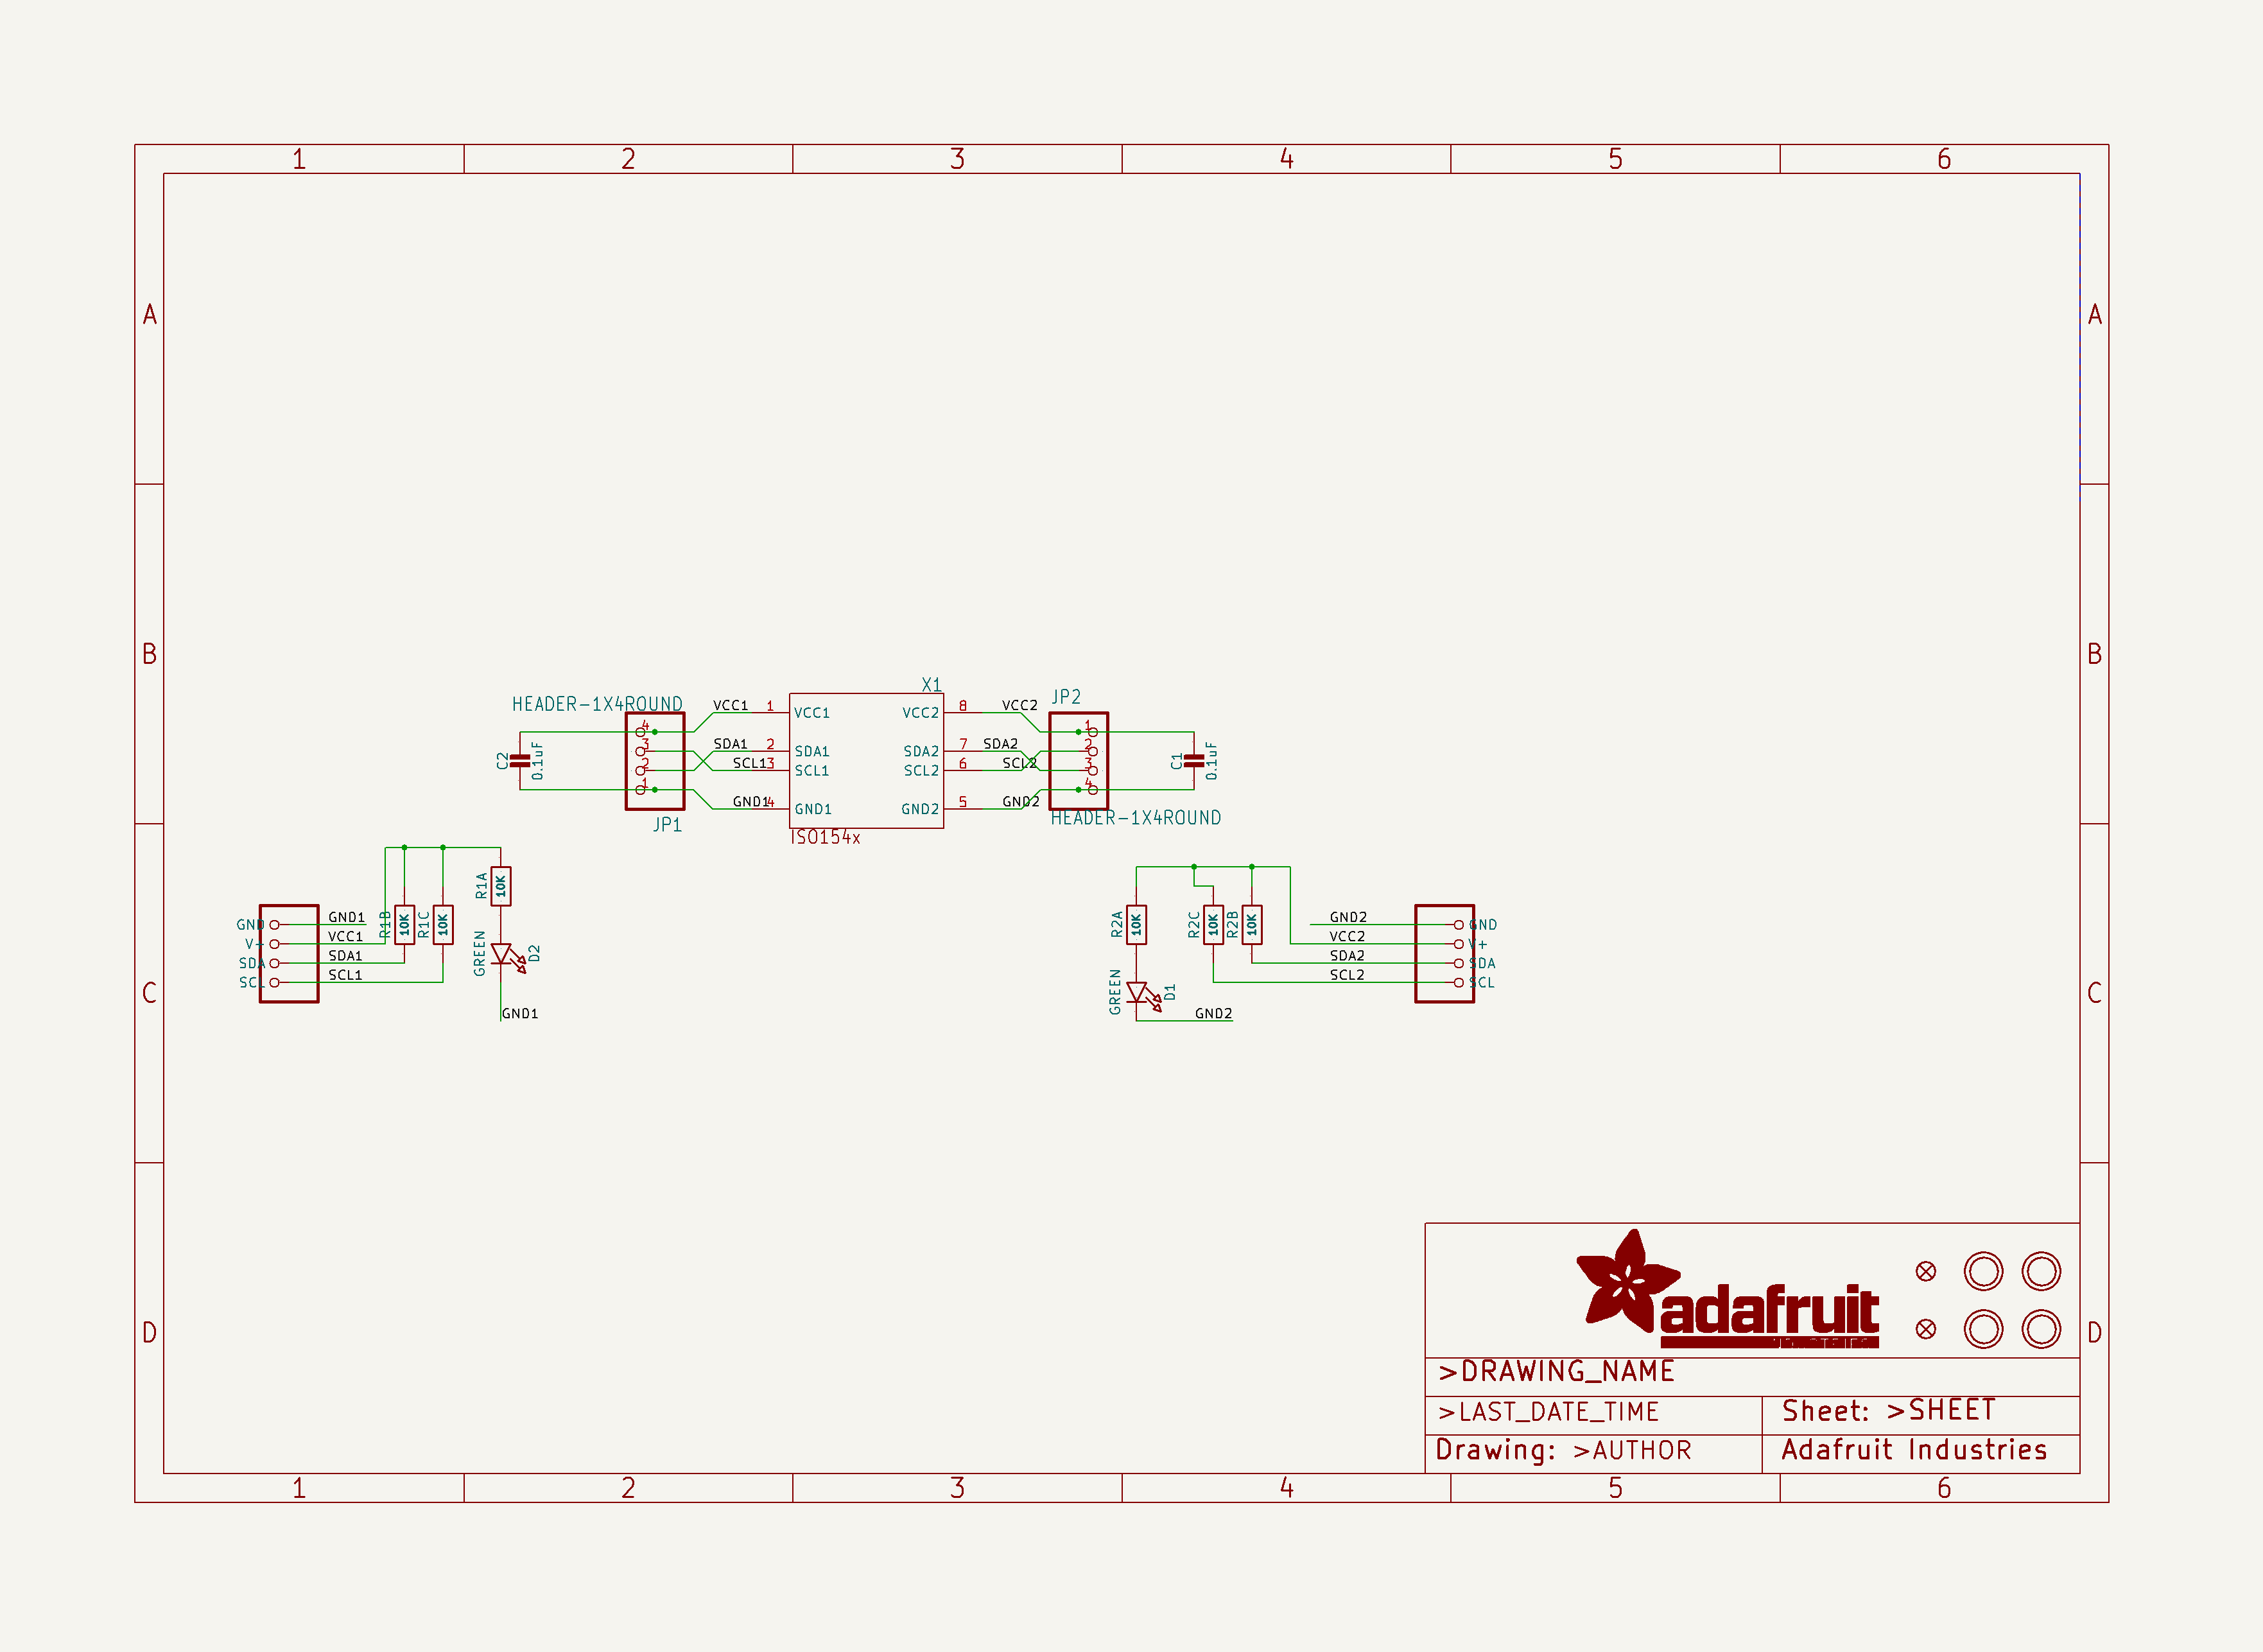 1 2 3 4 5 6
A A
B B
C C
D D
X1
HEADER-1X4ROUND
JP2
VCC1 1 VCC1 VCC2 8 VCC2
4 1
3 2
SDA1 2 SDA1 SDA2 7 SDA2
2 3
SCL1 3 SCL1 SCL2 6 SCL2
1 4
GND1 4 GND1 GND2 5 GND2
C2 0.1uF
C1 0.1uF
JP1
ISO154x
HEADER-1X4ROUND
GND GND1
V+ VCC1
SDA SDA1
SCL SCL1
R1B 10K
R1C 10K
R1A 10K
GREEN D2
GND1
R2A 10K
R2C 10K
R2B 10K
GREEN D1
GND2
GND2 GND
VCC2 V+
SDA2 SDA
SCL2 SCL
adafruit
>DRAWING_NAME
>LAST_DATE_TIME
Sheet: >SHEET
Drawing: >AUTHOR
Adafruit Industries
1 2 3 4 5 6